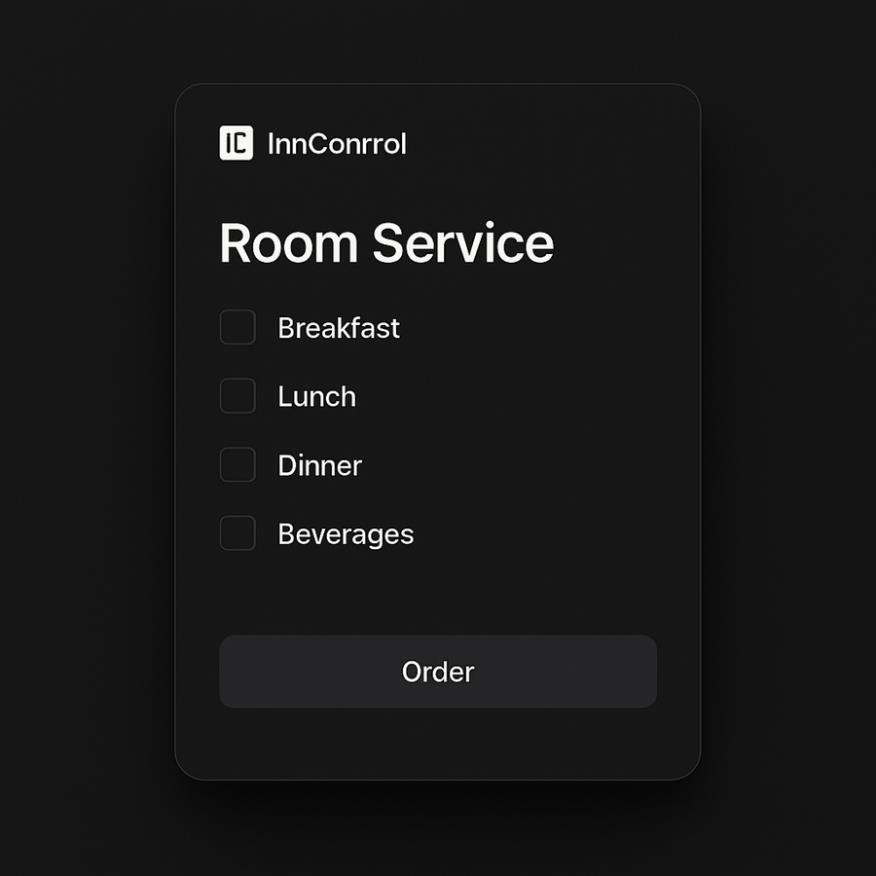 IC InnConrrol
Room Service
Breakfast
Lunch
Dinner
Beverages
Order